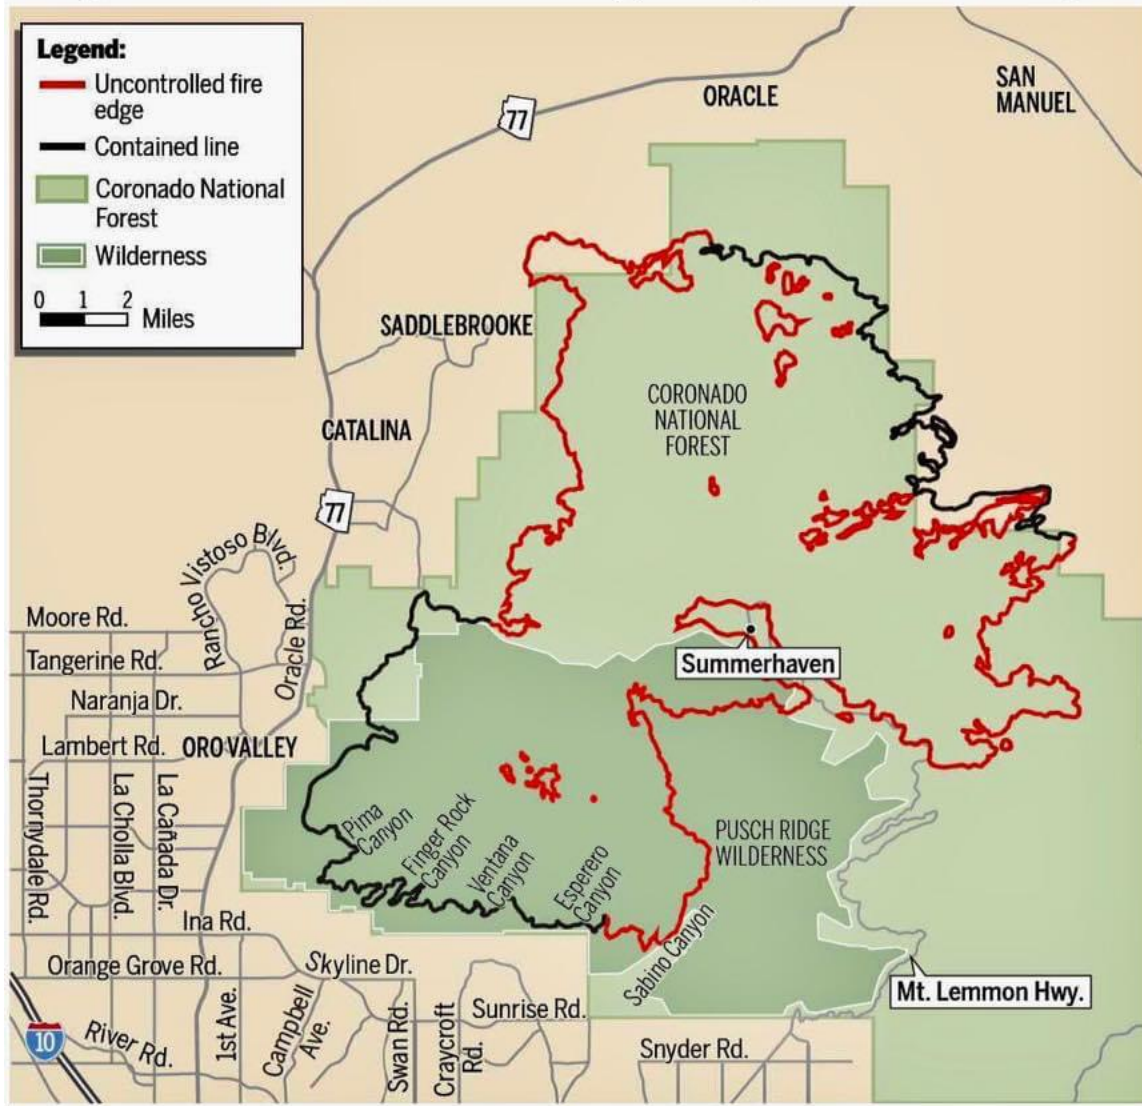 Legend:
Uncontrolled fire
edge
Contained line
Coronado National
Forest
Wilderness
0 1 2
Miles
77
ORACLE
SAN
MANUEL
SADDLEBROOKE
CATALINA
CORONADO
NATIONAL
FOREST
77
Rancho Vistoso Blvd.
Oracle Rd.
Moore Rd.
Tangerine Rd.
Naranja Dr.
Lambert Rd.
ORO VALLEY
Summerhaven
Thornydale Rd.
La Cholla Blvd.
La Cañada Dr.
Pima
Canyon
Finger Rock
Canyon
Ventana
Canyon
Esperero
Canyon
PUSCH RIDGE
WILDERNESS
Sabino Canyon
Ina Rd.
Orange Grove Rd.
Skyline Dr.
Mt. Lemmon Hwy.
10
River Rd.
1st Ave.
Campbell
Ave.
Swan Rd.
Craycroft
Rd.
Sunrise Rd.
Snyder Rd.